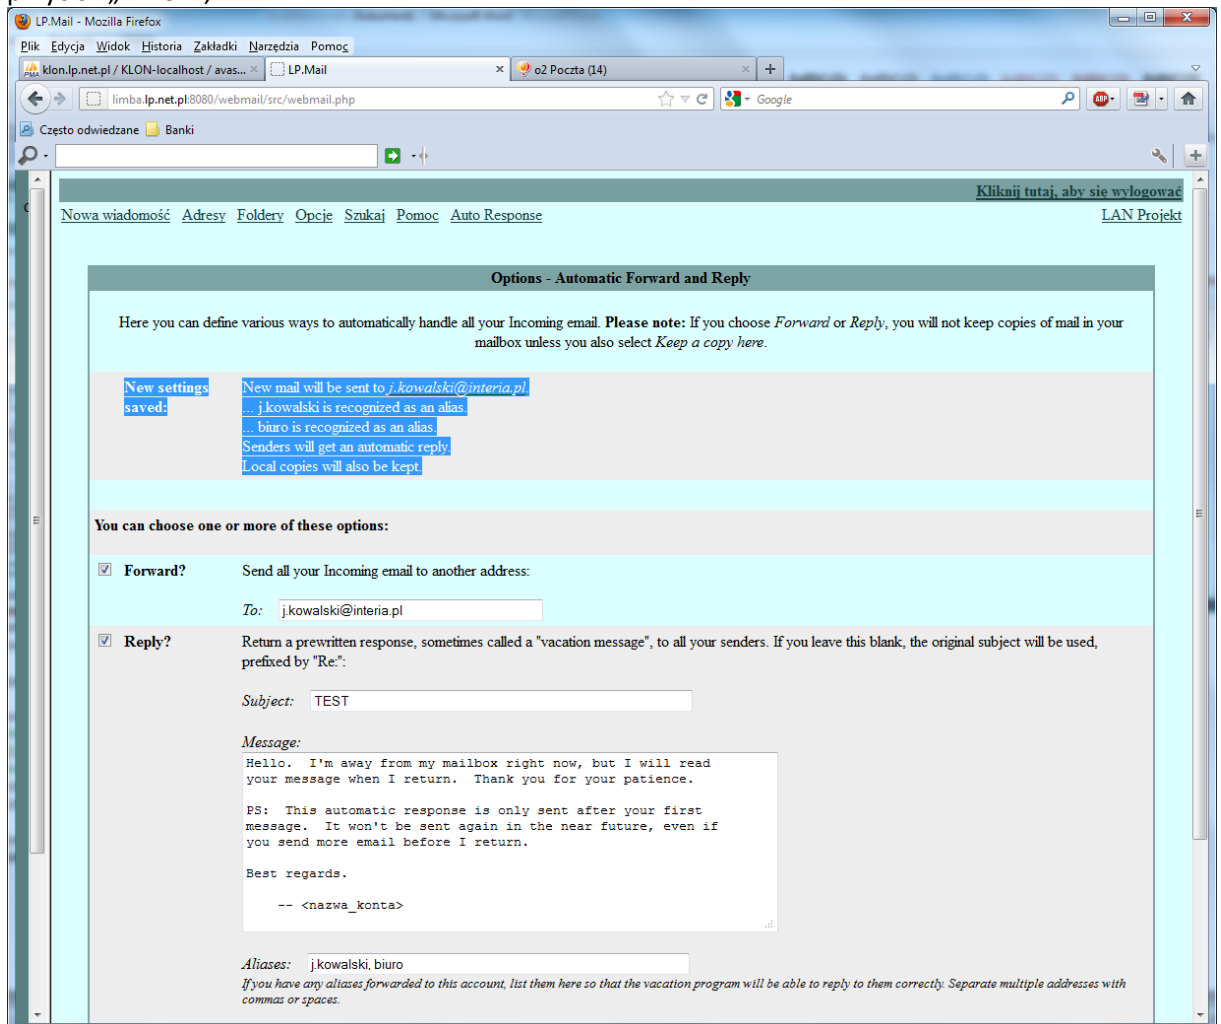 LP.Mail - Mozilla Firefox
Plik Edycja Widok Historia Zakładki Narzędzia Pomoc
klon.lp.net.pl / KLON-localhost / avas... × LP.Mail × o2 Poczta (14) × +
limba.lp.net.pl:8080/webmail/src/webmail.php Google
Często odwiedzane Banki
Kliknij tutaj, aby się wylogować
Nowa wiadomość Adresy Foldery Opcje Szukaj Pomoc Auto Response LAN Projekt
Options - Automatic Forward and Reply
Here you can define various ways to automatically handle all your Incoming email. Please note: If you choose Forward or Reply, you will not keep copies of mail in your
mailbox unless you also select Keep a copy here.
New settings saved:
New mail will be sent to j.kowalski@interia.pl.
... j.kowalski is recognized as an alias.
... biuro is recognized as an alias.
Senders will get an automatic reply.
Local copies will also be kept.
You can choose one or more of these options:
Forward? Send all your Incoming email to another address:
To: j.kowalski@interia.pl
Reply? Return a prewritten response, sometimes called a "vacation message", to all your senders. If you leave this blank, the original subject will be used,
prefixed by "Re:":
Subject: TEST
Message:
Hello. I'm away from my mailbox right now, but I will read
your message when I return. Thank you for your patience.
PS: This automatic response is only sent after your first
message. It won't be sent again in the near future, even if
you send more email before I return.
Best regards.
-- <nazwa_konta>
Aliases: j.kowalski, biuro
If you have any aliases forwarded to this account, list them here so that the vacation program will be able to reply to them correctly. Separate multiple addresses with
commas or spaces.